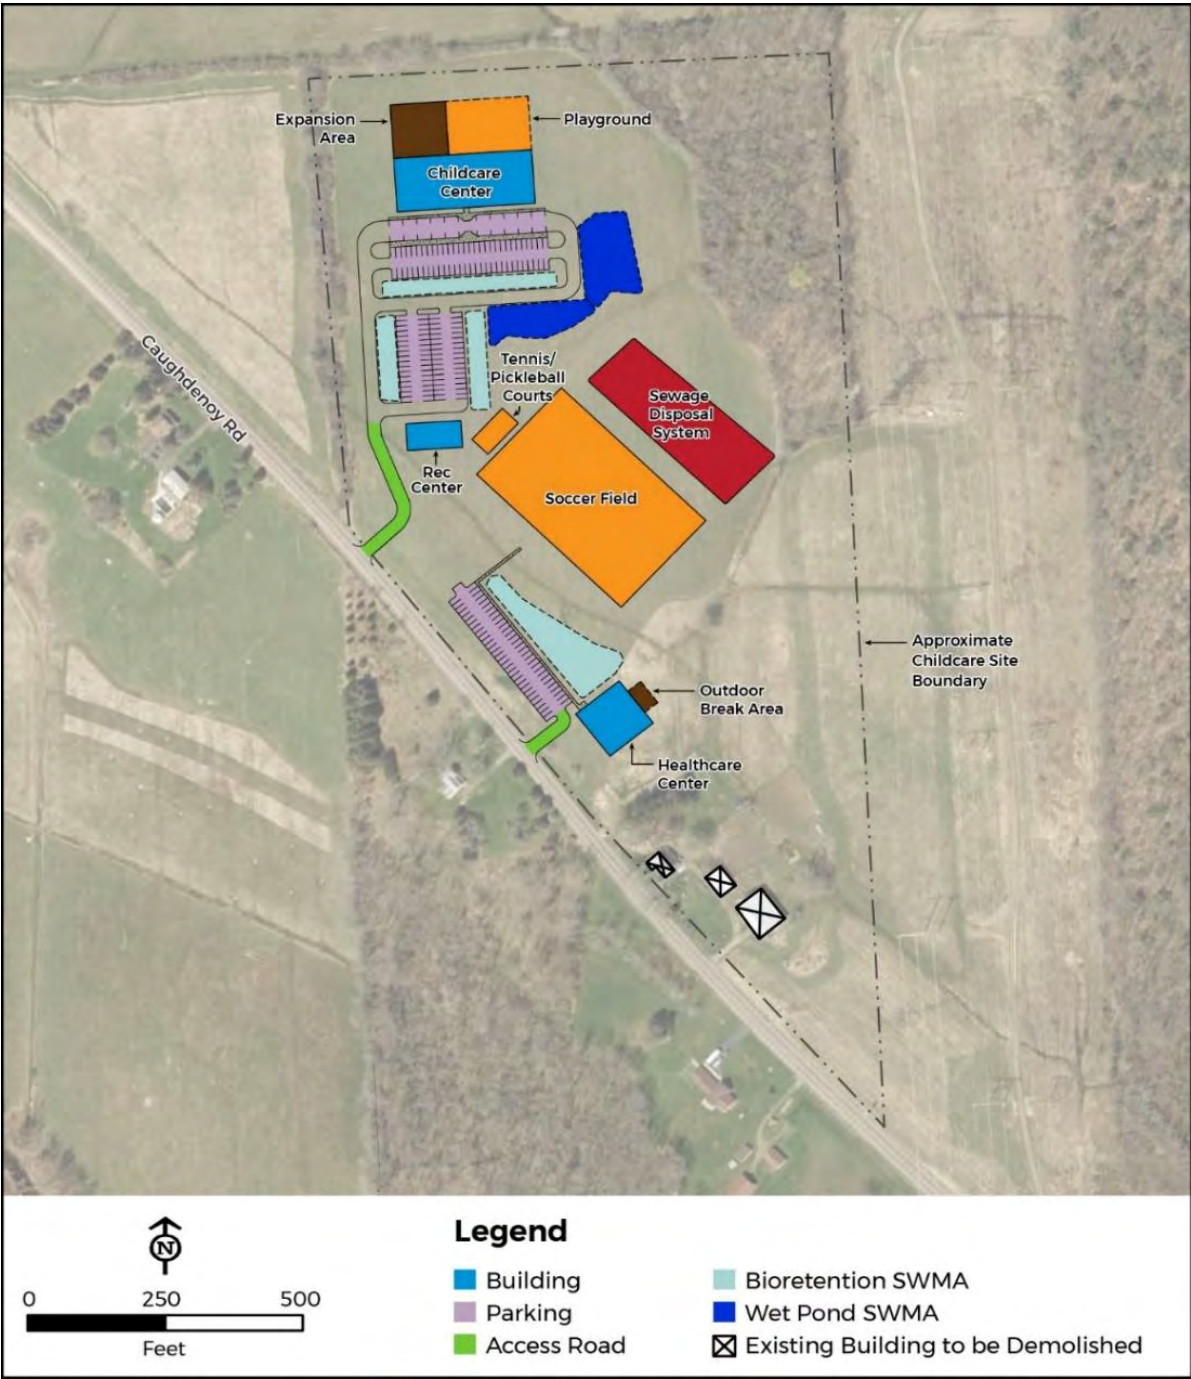 Expansion
Area
Playground
Childcare
Center
Caughdenoy Rd
Tennis/
Pickleball
Courts
Sewage
Disposal
System
Rec
Center
Soccer Field
Approximate
Childcare Site
Boundary
Outdoor
Break Area
Healthcare
Center
N
0 250 500
Feet
Legend
Building
Parking
Access Road
Bioretention SWMA
Wet Pond SWMA
Existing Building to be Demolished